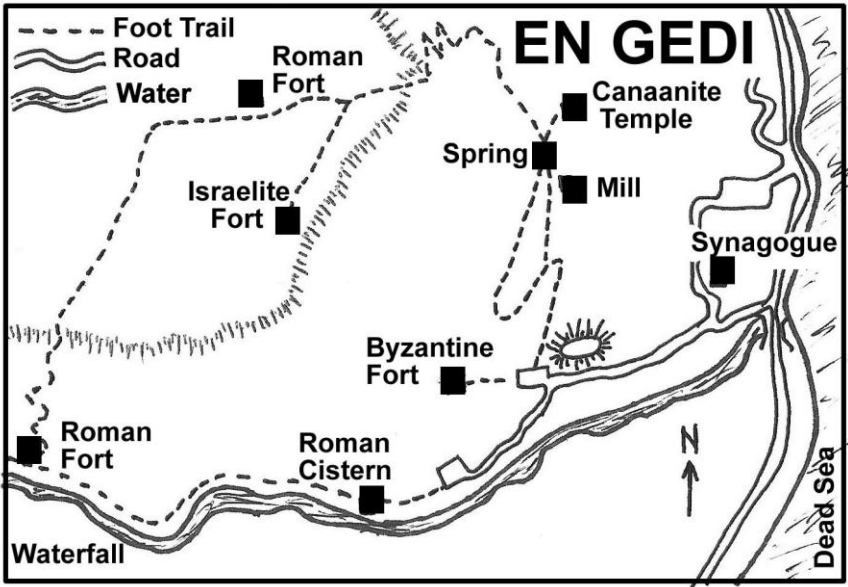 EN GEDI
Foot Trail
Road
Water
Roman
Fort
Canaanite
Temple
Spring
Mill
Israelite
Fort
Synagogue
Byzantine
Fort
Roman
Fort
Roman
Cistern
N
Waterfall
Dead Sea